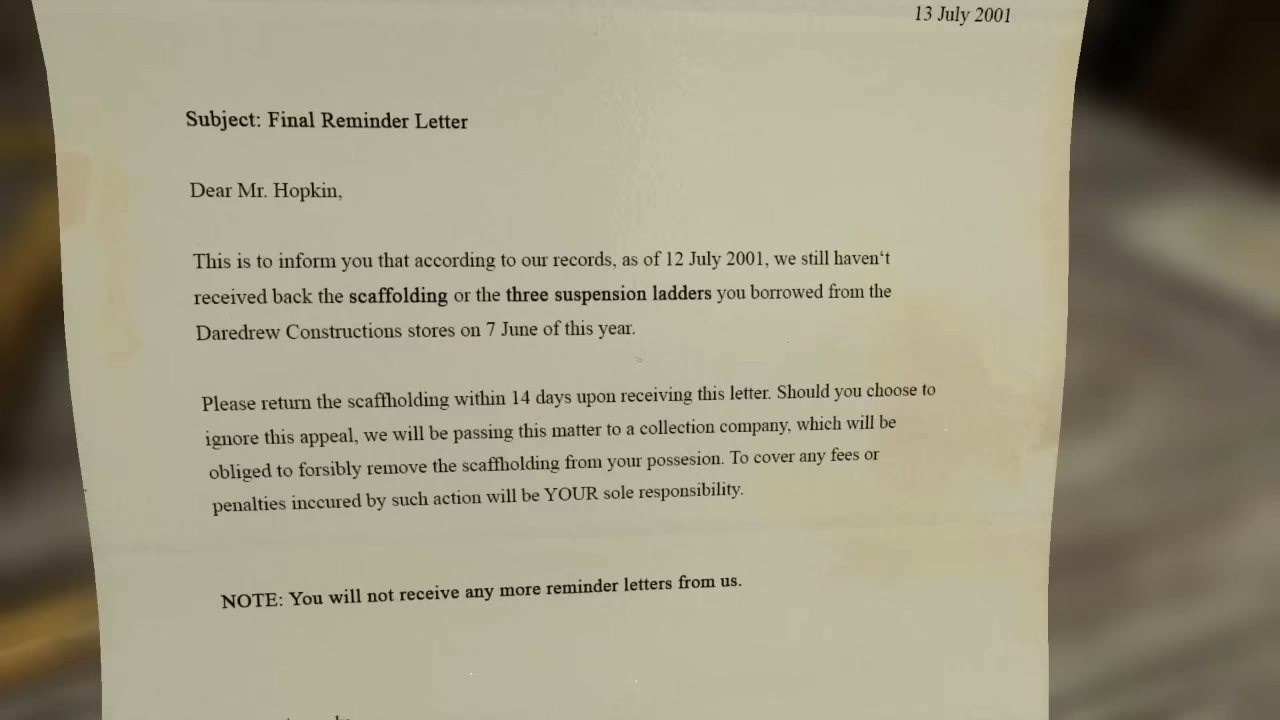 13 July 2001
Subject: Final Reminder Letter
Dear Mr. Hopkin,
This is to inform you that according to our records, as of 12 July 2001, we still haven‘t
received back the scaffolding or the three suspension ladders you borrowed from the
Daredrew Constructions stores on 7 June of this year.
Please return the scaffholding within 14 days upon receiving this letter. Should you choose to
ignore this appeal, we will be passing this matter to a collection company, which will be
obliged to forsibly remove the scaffholding from your possesion. To cover any fees or
penalties inccured by such action will be YOUR sole responsibility.
NOTE: You will not receive any more reminder letters from us.